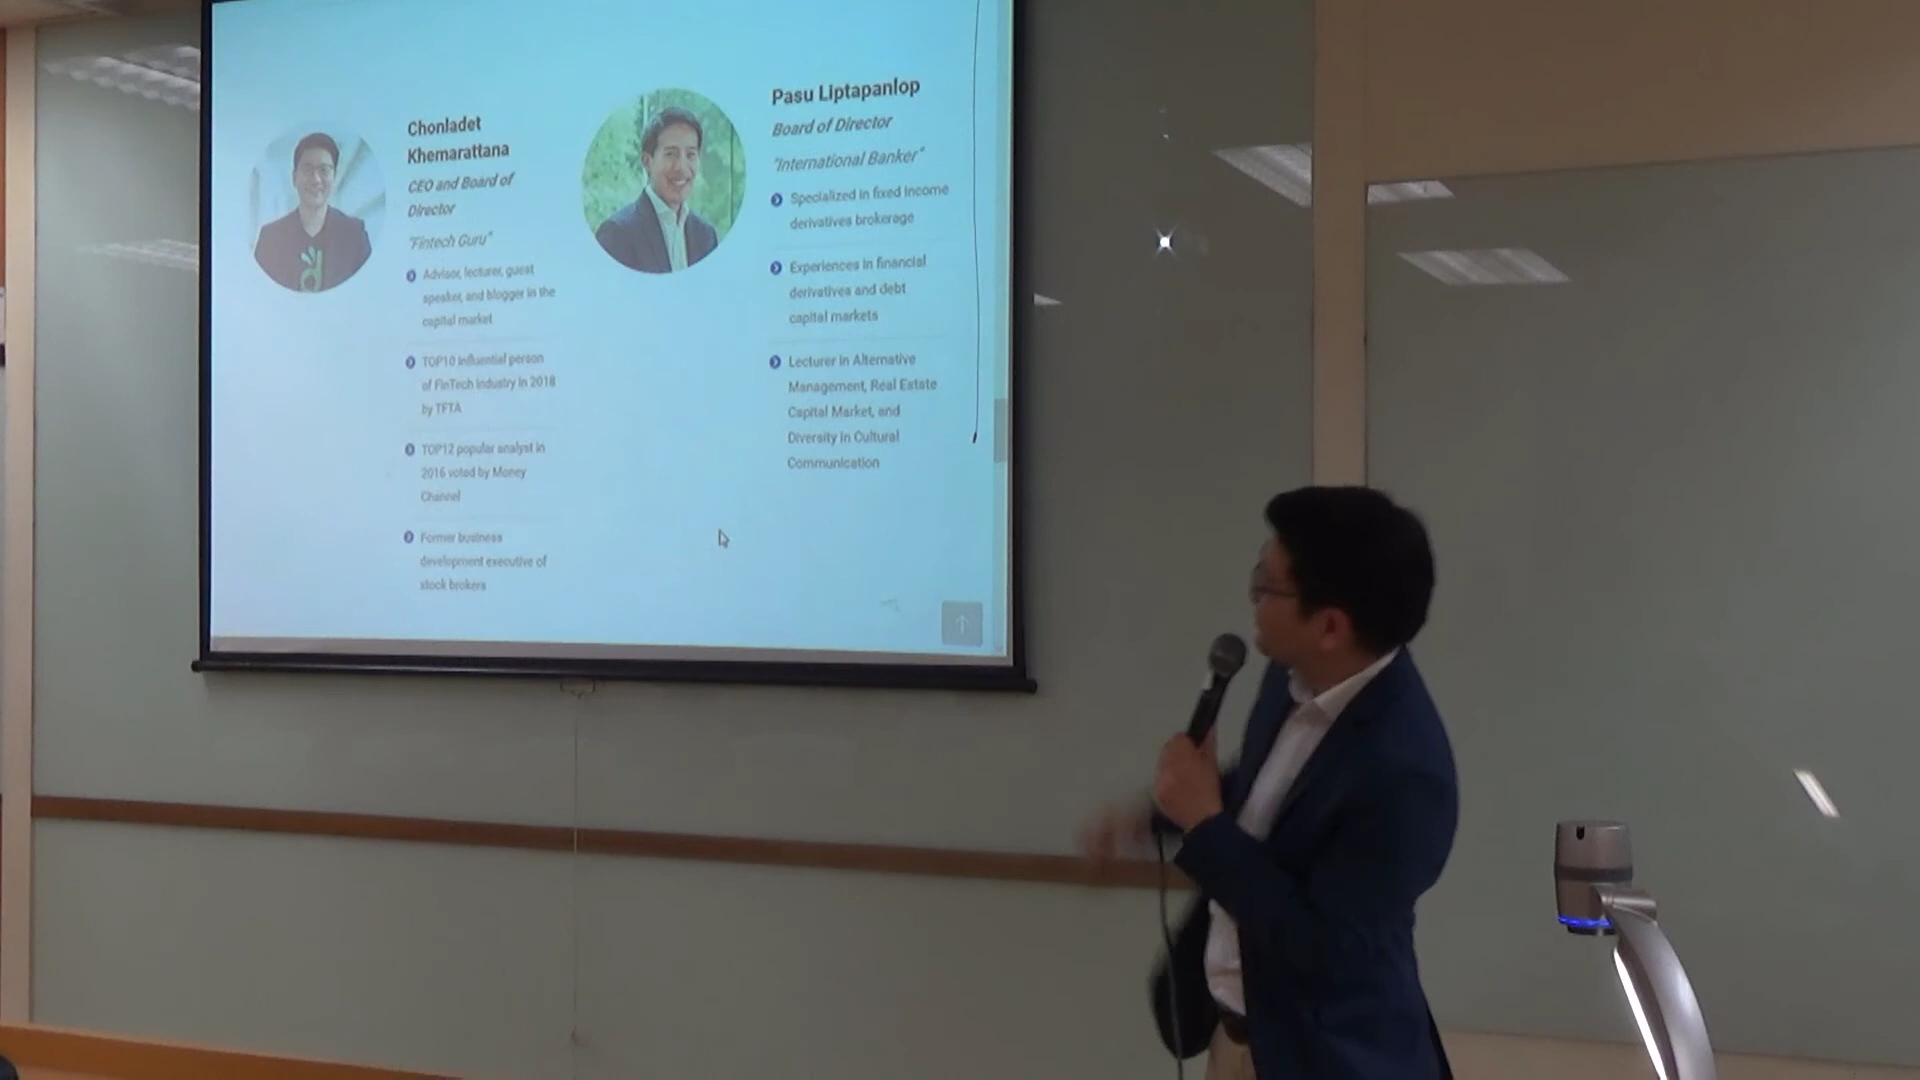 Chonladet
Khemarattana
CEO and Board of
Director
"Fintech Guru"
Advisor, lecturer, guest
speaker, and blogger in the
capital market
TOP10 influential person
of FinTech industry in 2018
by TFTA
TOP12 popular analyst in
2016 voted by Money
Channel
Former business
development executive of
stock brokers
Pasu Liptapanlop
Board of Director
"International Banker"
Specialized in fixed income
derivatives brokerage
Experiences in financial
derivatives and debt
capital markets
Lecturer in Alternative
Management, Real Estate
Capital Market, and
Diversity in Cultural
Communication